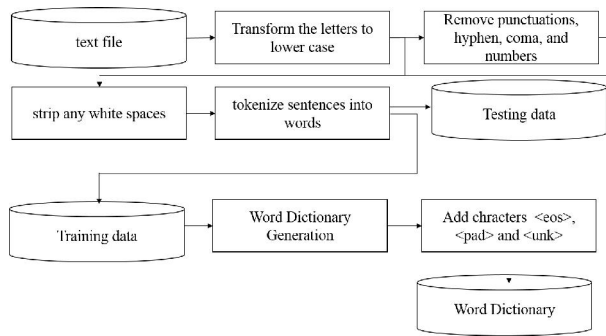 text file
Transform the letters to
lower case
Remove punctuations,
hyphen, coma, and
numbers
strip any white spaces
tokenize sentences into
words
Testing data
Training data
Word Dictionary
Generation
Add chracters <eos>,
<pad> and <unk>
Word Dictionary